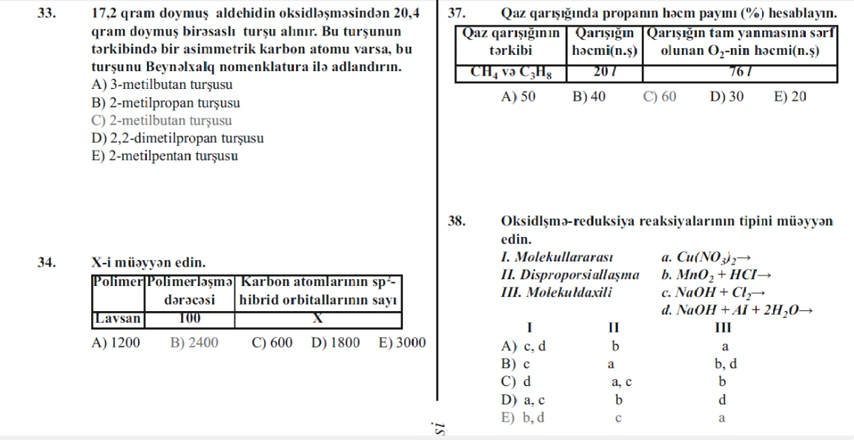 33. 17,2 qram doymuş aldehidin oksidləşməsindən 20,4
qram doymuş birəsaslı turşu alınır. Bu turşunun
tərkibində bir asimmetrik karbon atomu varsa, bu
turşunu Beynəlxalq nomenklatura ilə adlandırın.
A) 3-metilbutan turşusu
B) 2-metilpropan turşusu
C) 2-metilbutan turşusu
D) 2,2-dimetilpropan turşusu
E) 2-metilpentan turşusu
34. X-i müəyyən edin.
Polimer Polimerləşmə Karbon atomlarının sp²-
dərəcəsi hibrid orbitallarının sayı
Lavsan 100 X
A) 1200 B) 2400 C) 600 D) 1800 E) 3000
37. Qaz qarışığında propanın həcm payını (%) hesablayın.
Qaz qarışığının Qarışığın Qarışığın tam yanmasına sərf
tərkibi həcmi(n.ş) olunan O₂-nin həcmi(n.ş)
CH₄ və C₃H₈ 20 l 76 l
A) 50 B) 40 C) 60 D) 30 E) 20
38. Oksidlşmə-reduksiya reaksiyalarının tipini müəyyən
edin.
I. Molekullararası a. Cu(NO₃)₂→
II. Disproporsiallaşma b. MnO₂ + HCl→
III. Molekuldaxili c. NaOH + Cl₂→
d. NaOH + Al + 2H₂O→
I II III
A) c, d b a
B) c a b, d
C) d a, c b
D) a, c b d
E) b, d c a
si